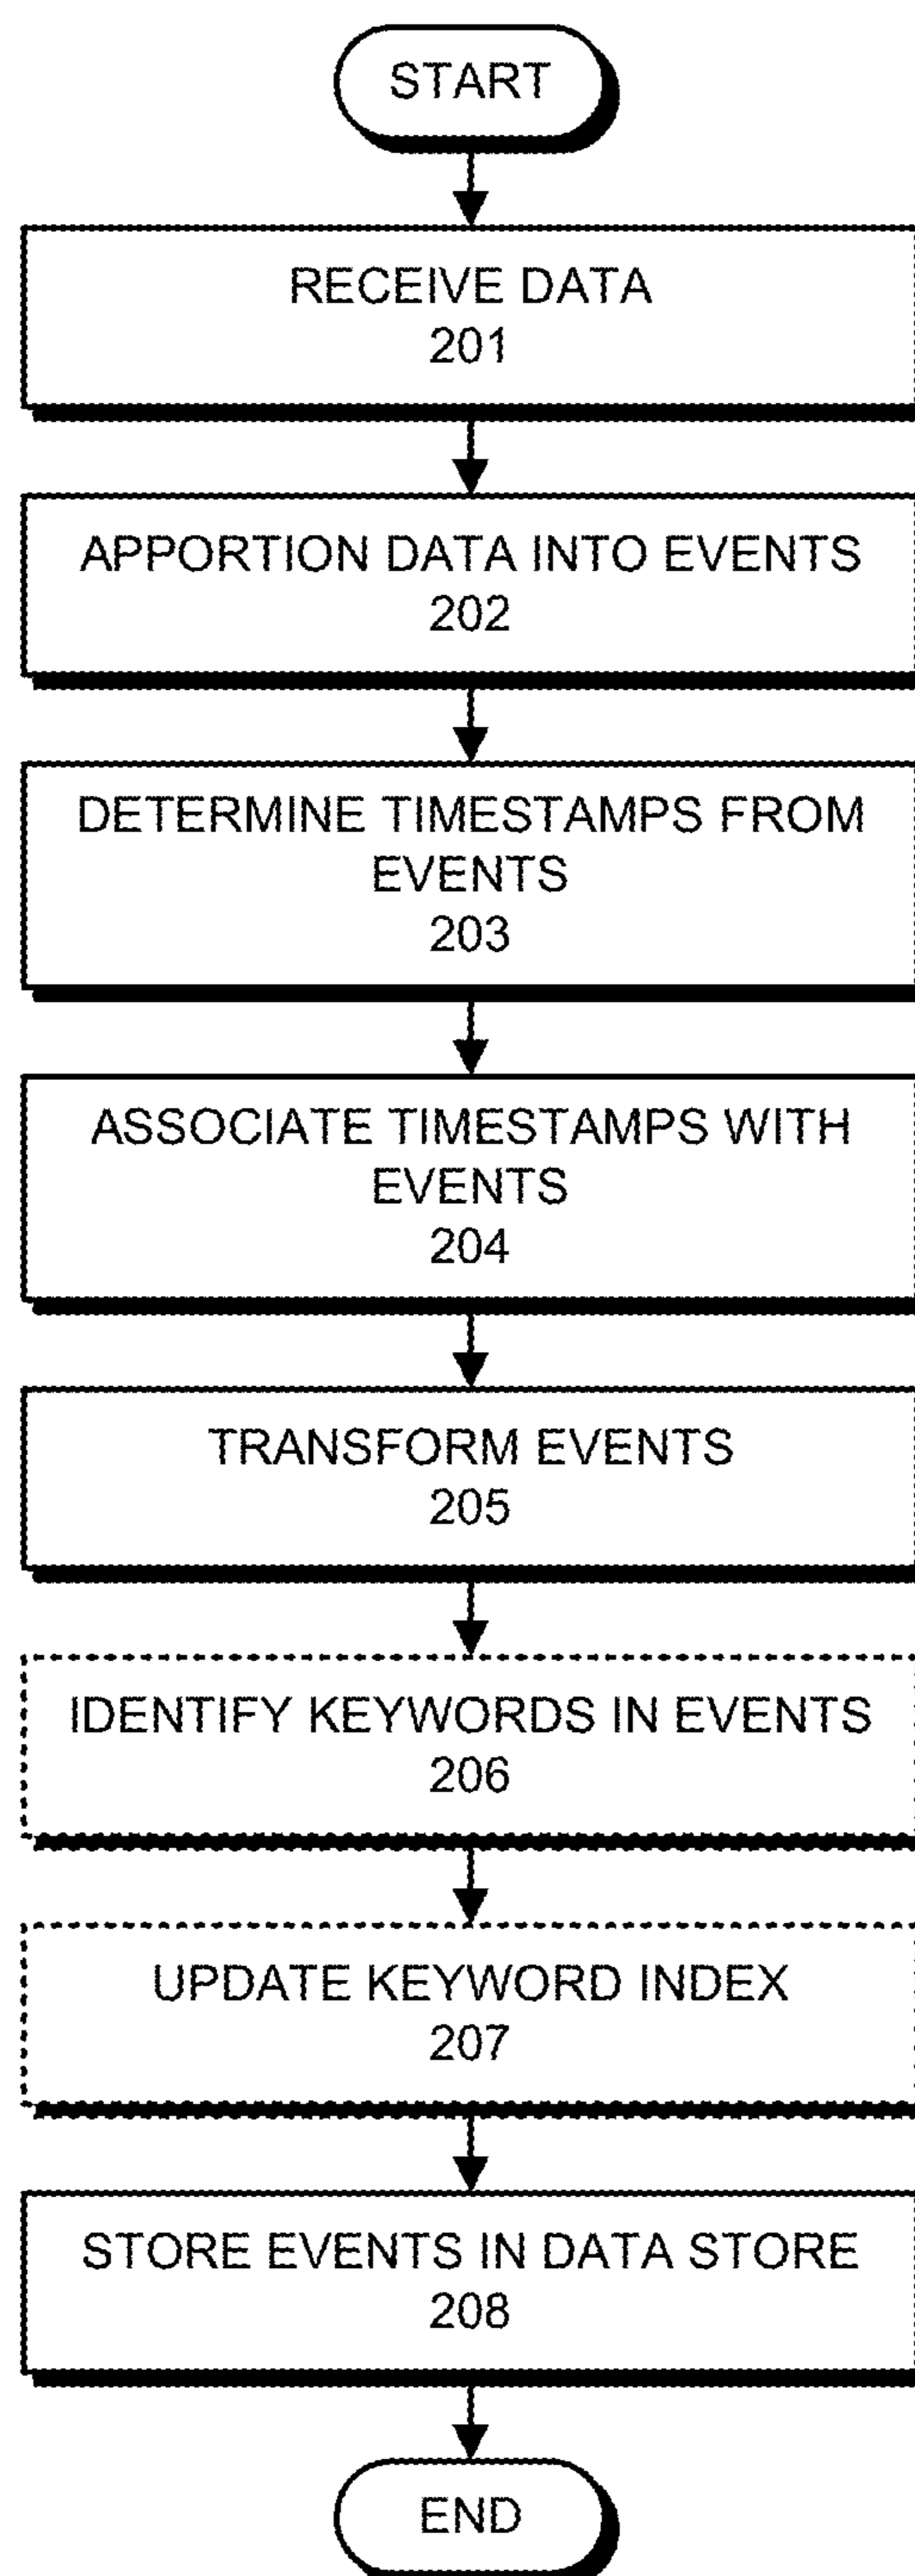 START
RECEIVE DATA
201
APPORTION DATA INTO EVENTS
202
DETERMINE TIMESTAMPS FROM
EVENTS
203
ASSOCIATE TIMESTAMPS WITH
EVENTS
204
TRANSFORM EVENTS
205
IDENTIFY KEYWORDS IN EVENTS
206
UPDATE KEYWORD INDEX
207
STORE EVENTS IN DATA STORE
208
END